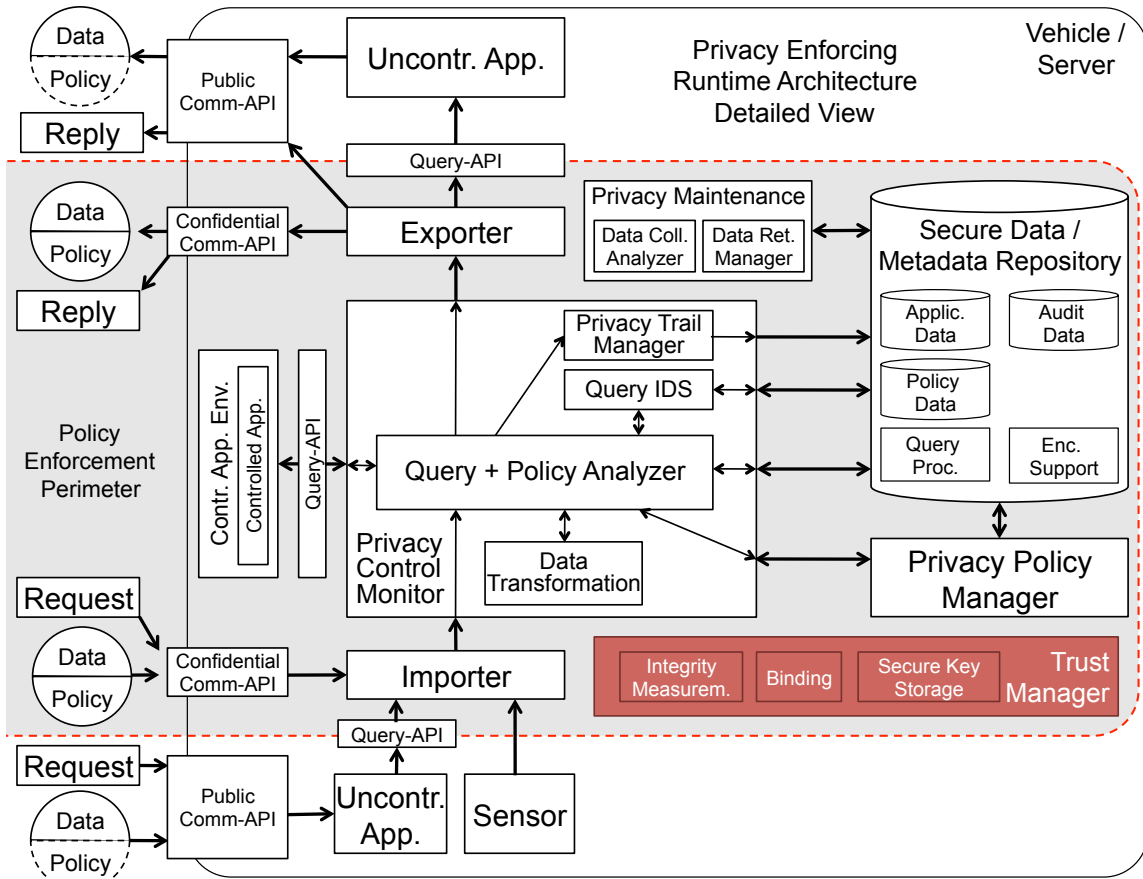 Data
Policy
Public
Comm-API
Uncontr. App.
Privacy Enforcing
Runtime Architecture
Detailed View
Vehicle /
Server
Reply
Query-API
Data
Policy
Confidential
Comm-API
Exporter
Reply
Privacy Maintenance
Data Coll.
Analyzer
Data Ret.
Manager
Secure Data /
Metadata Repository
Applic.
Data
Audit
Data
Policy
Data
Query
Proc.
Enc.
Support
Policy
Enforcement
Perimeter
Contr. App. Env.
Controlled App.
Query-API
Privacy Trail
Manager
Query IDS
Query + Policy Analyzer
Data
Transformation
Privacy
Control
Monitor
Privacy Policy
Manager
Request
Data
Policy
Confidential
Comm-API
Importer
Integrity
Measurem.
Binding
Secure Key
Storage
Trust
Manager
Query-API
Request
Data
Policy
Public
Comm-API
Uncontr.
App.
Sensor